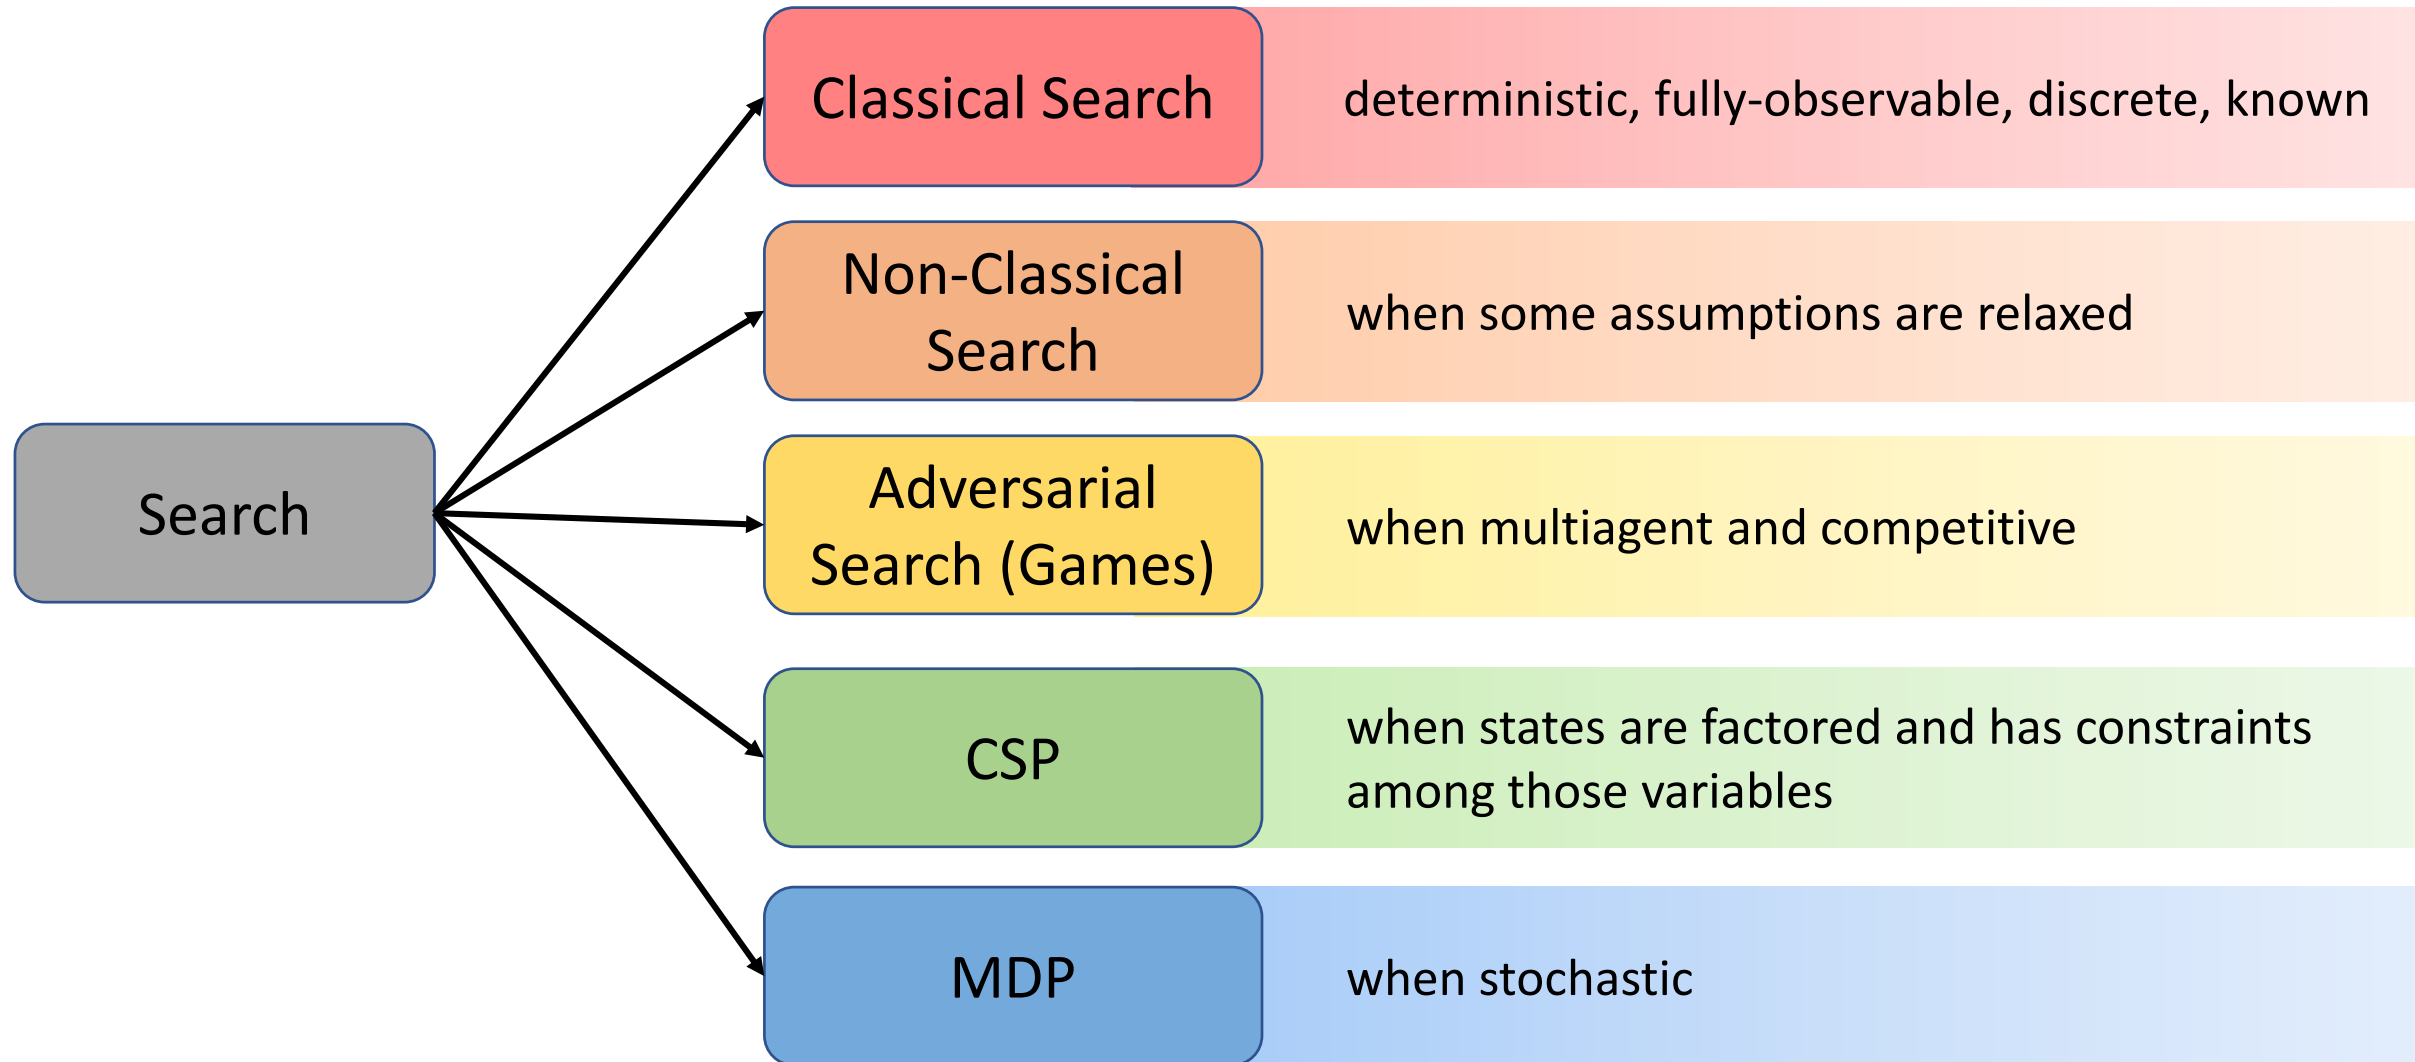 Classical Search
deterministic, fully-observable, discrete, known
Non-Classical
Search
when some assumptions are relaxed
Search
Adversarial
Search (Games)
when multiagent and competitive
CSP
when states are factored and has constraints
among those variables
MDP
when stochastic